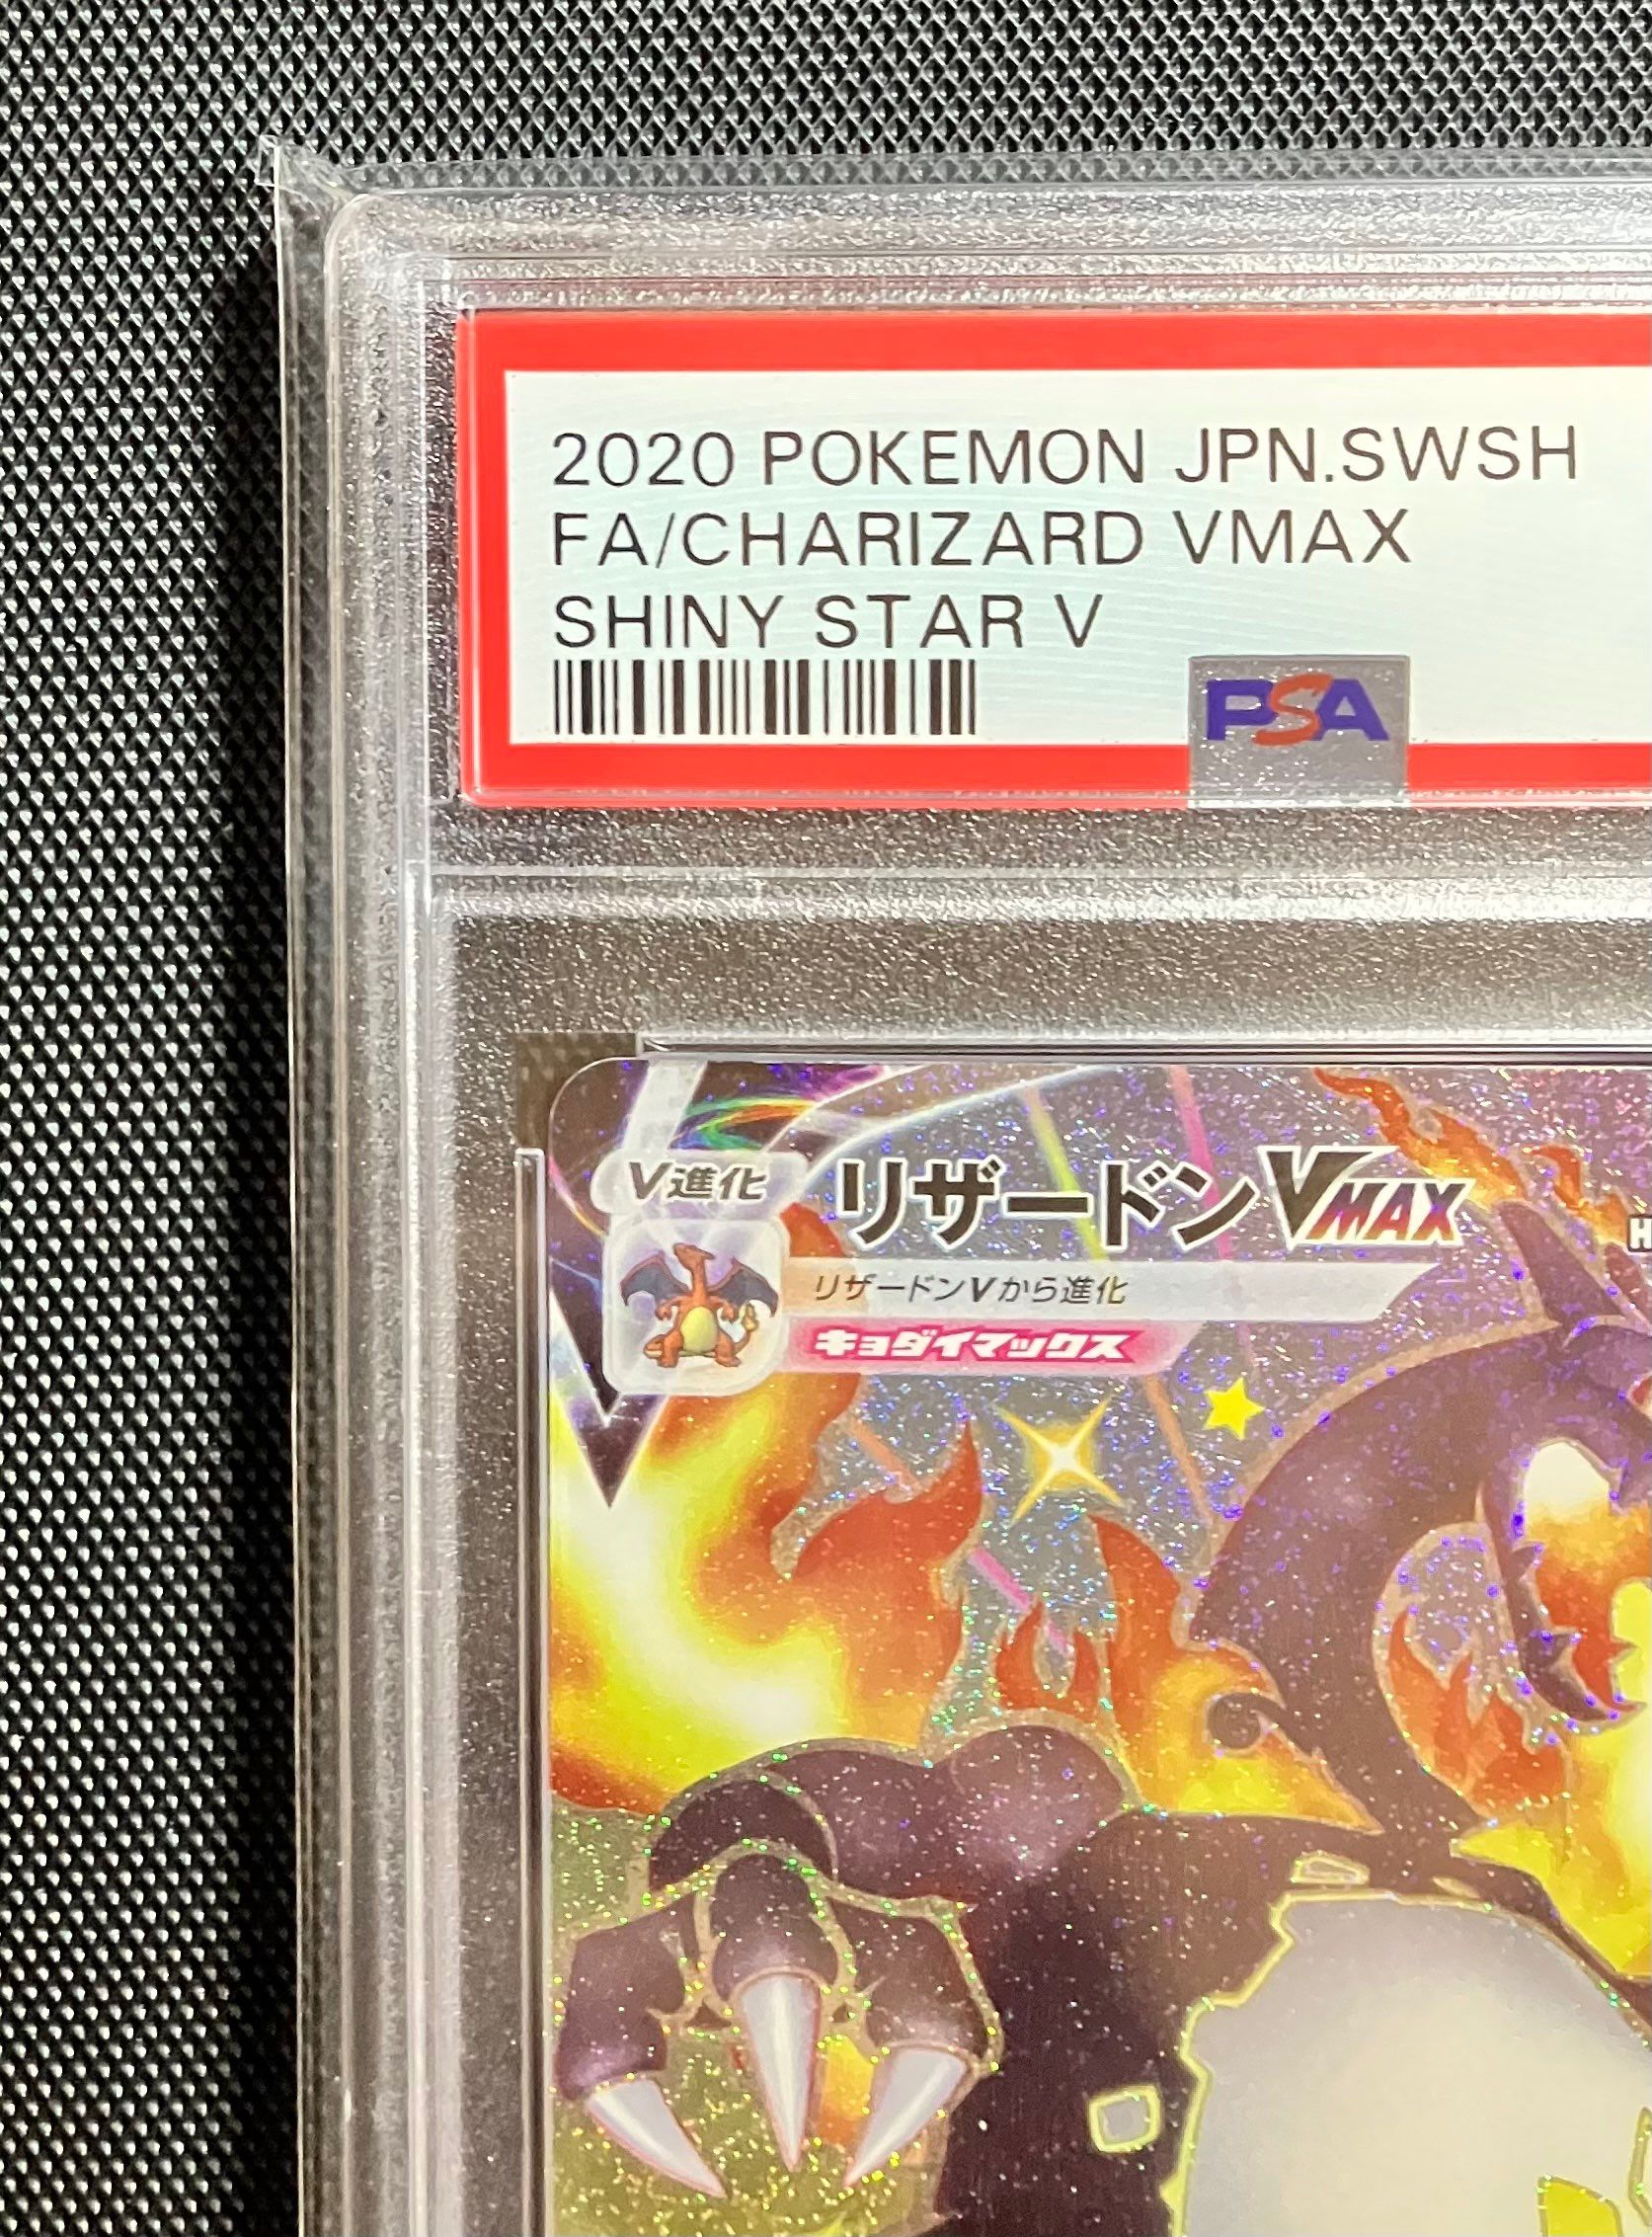 2020 POKEMON JPN.SWSH
FA/CHARIZARD VMAX
SHINY STAR V
PSA
V進化
リザードンVMAX
H
リザードンVから進化
キョダイマックス